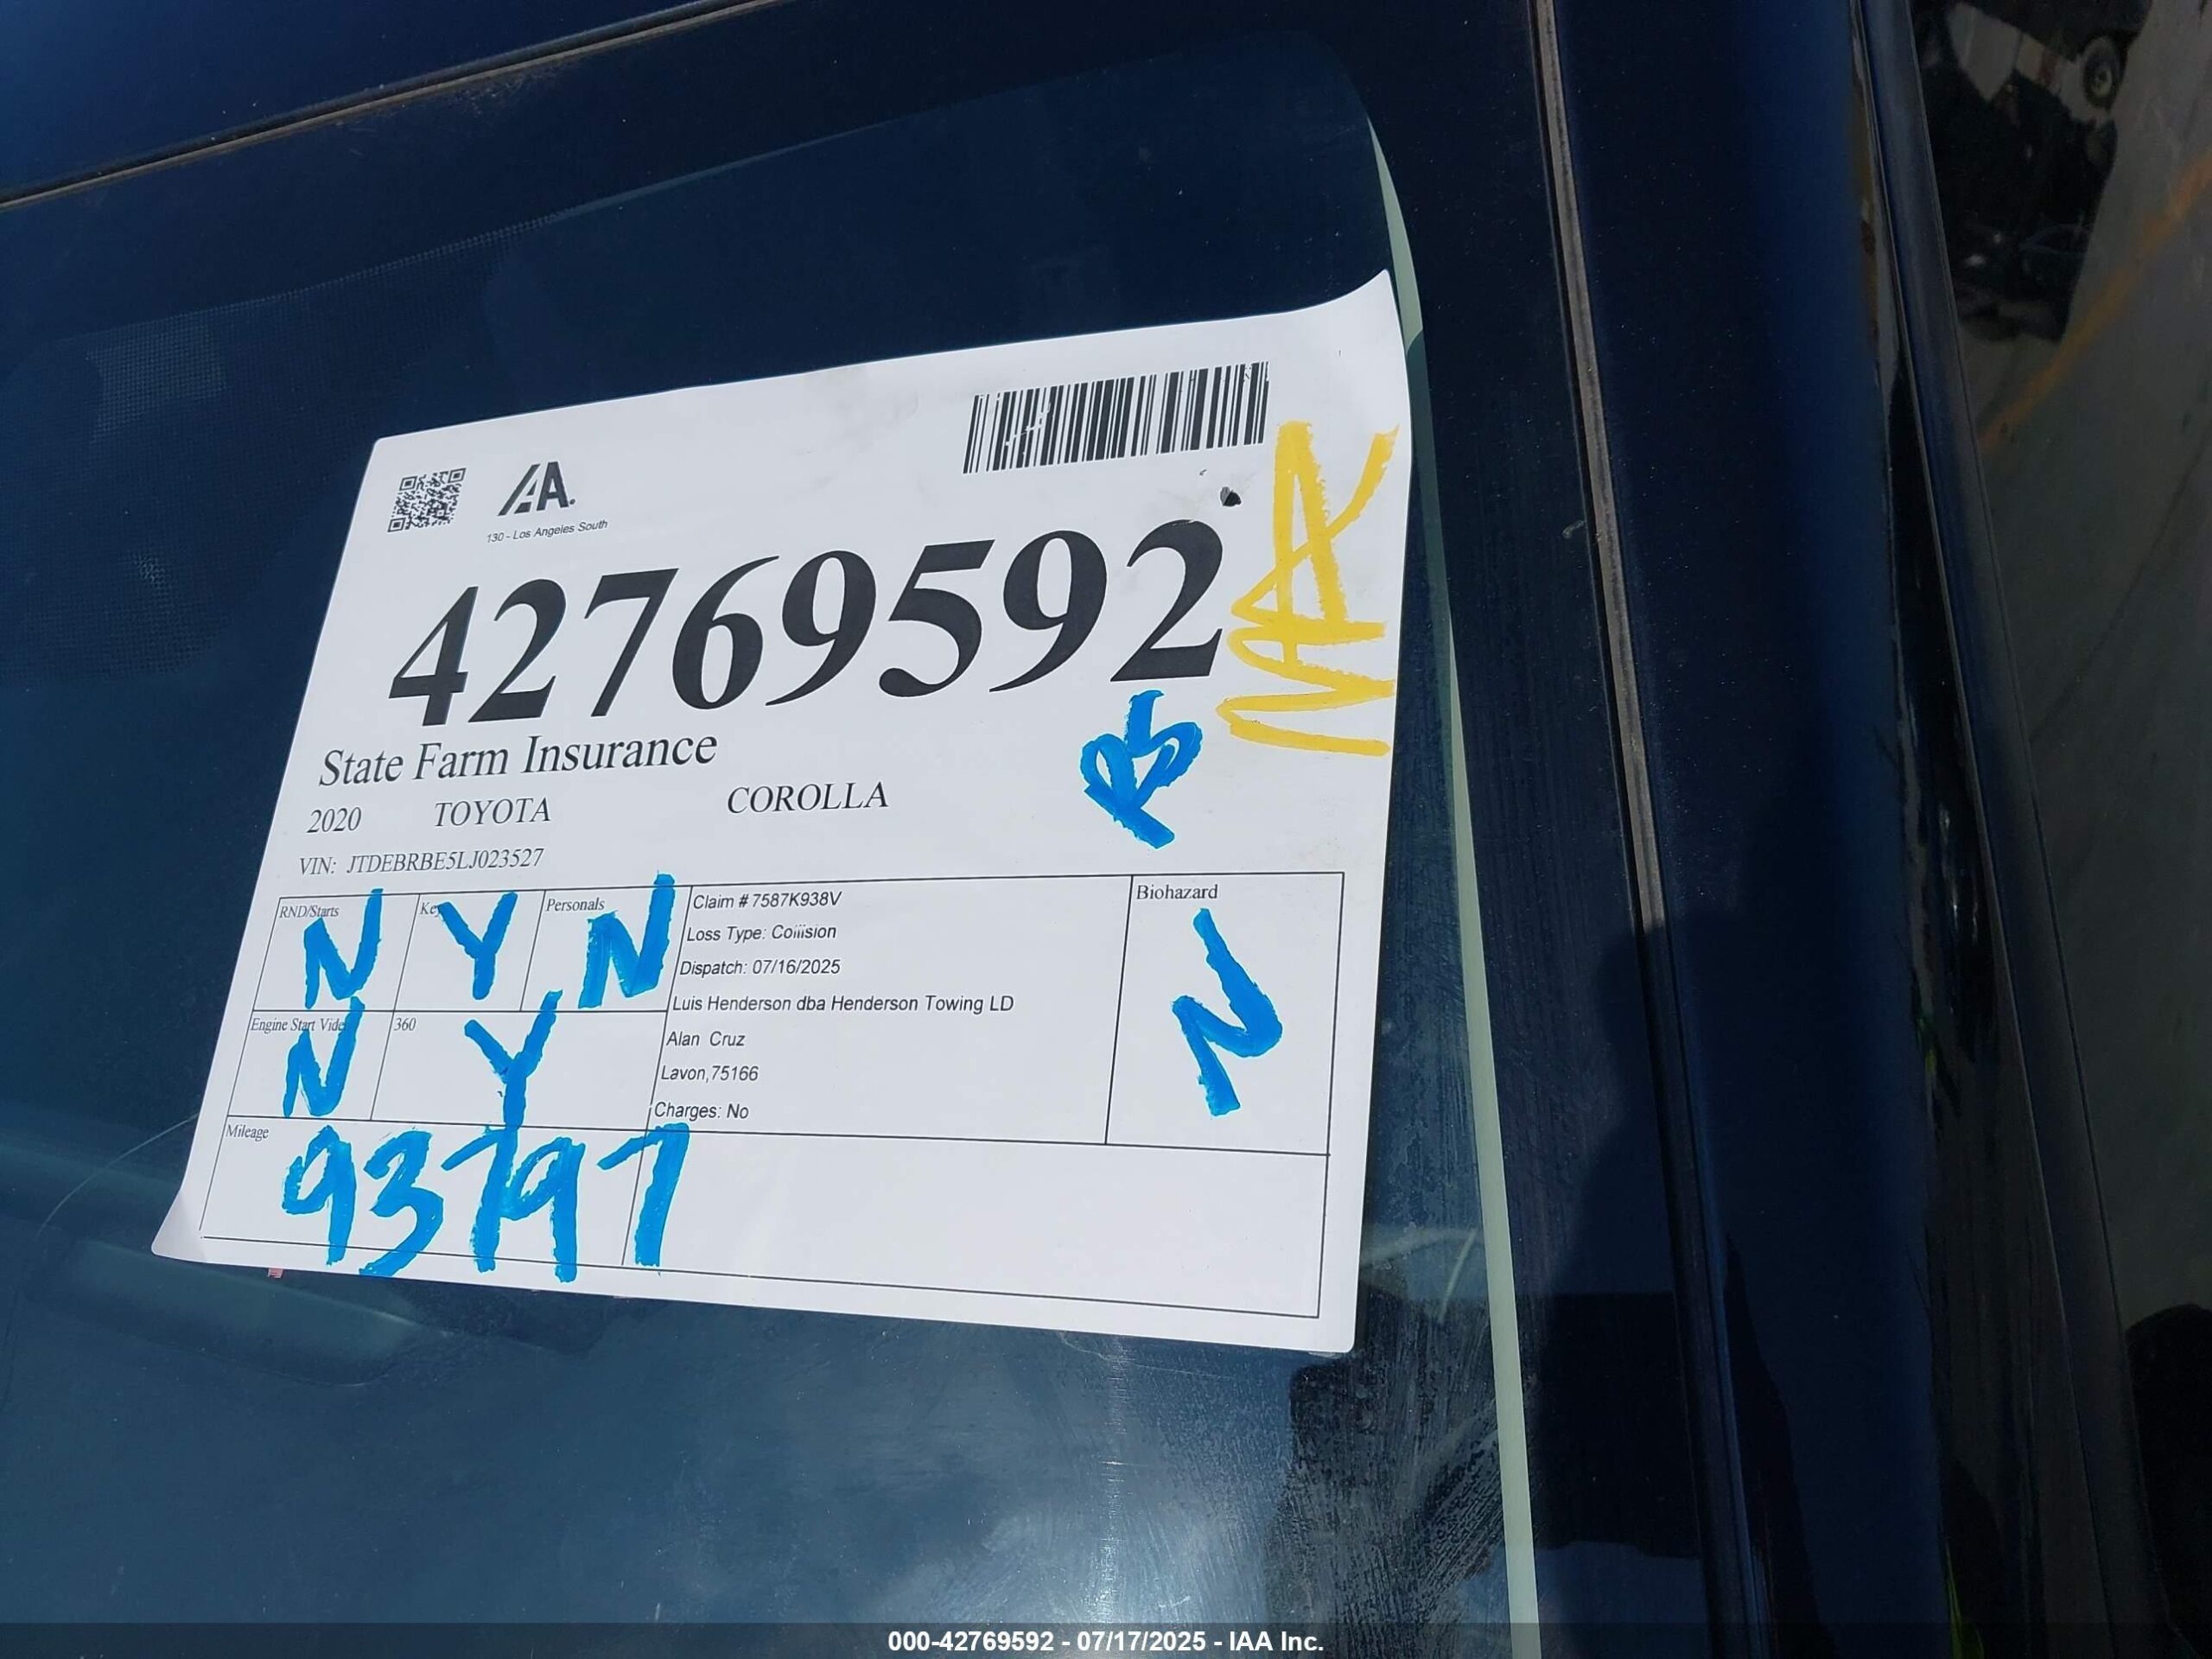 IAA.
130 - Los Angeles South
42769592
State Farm Insurance
2020 TOYOTA COROLLA
VIN: JTDEBRBE5LJ023527
RND/Starts
N
Key
Y
Personals
N
Claim # 7587K938V
Loss Type: Collision
Dispatch: 07/16/2025
Luis Henderson dba Henderson Towing LD
Alan Cruz
Lavon,75166
Charges: No
Biohazard
N
Engine Start Vide
N
360
Y
Mileage
93797
000-42769592 - 07/17/2025 - IAA Inc.